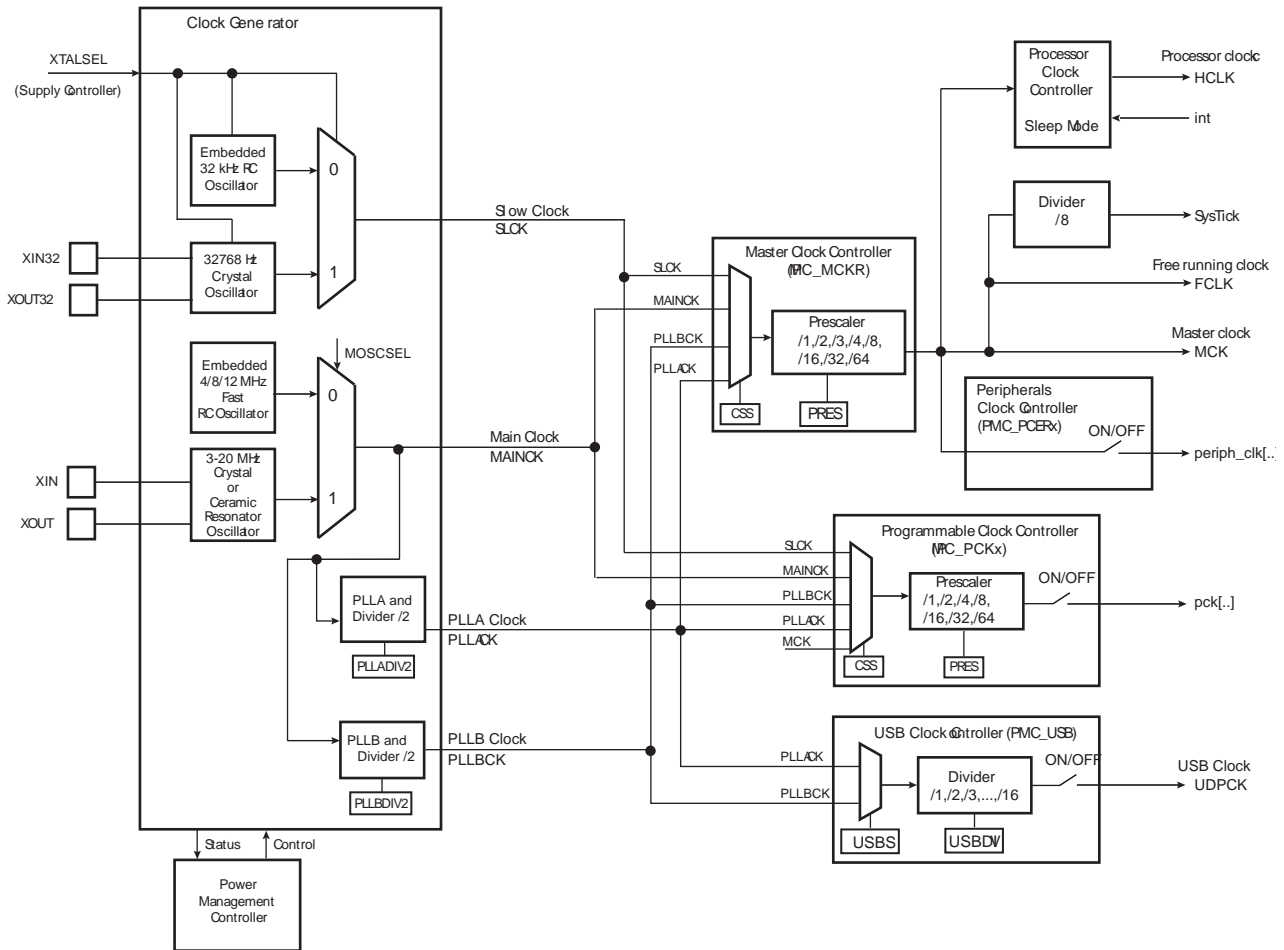 Clock Generator
XTALSEL
(Supply Controller)
Embedded
32 kHz RC
Oscillator
0
XIN32
XOUT32
32768 Hz
Crystal
Oscillator
1
Slow Clock
SLCK
MOSCSEL
Embedded
4/8/12 MHz
Fast
RC Oscillator
0
XIN
XOUT
3-20 MHz
Crystal
or
Ceramic
Resonator
Oscillator
1
Main Clock
MAINCK
PLLA and
Divider /2
PLLADIV2
PLLA Clock
PLLACK
PLLB and
Divider /2
PLLBDIV2
PLLB Clock
PLLBCK
Status
Control
Power
Management
Controller
Master Clock Controller
(PMC_MCKR)
SLCK
MAINCK
PLLBCK
PLLACK
Prescaler
/1,/2,/3,/4,/8,
/16,/32,/64
CSS
PRES
Processor
Clock
Controller
Sleep Mode
Processor clock
HCLK
int
Divider
/8
SysTick
Free running clock
FCLK
Master clock
MCK
Peripherals
Clock Controller
(PMC_PCERx)
ON/OFF
periph_clk[..]
Programmable Clock Controller
(PMC_PCKx)
SLCK
MAINCK
PLLBCK
PLLACK
MCK
Prescaler
/1,/2,/4,/8,
/16,/32,/64
ON/OFF
pck[..]
CSS
PRES
USB Clock Controller (PMC_USB)
PLLACK
PLLBCK
Divider
/1,/2,/3,...,/16
ON/OFF
USB Clock
UDPCK
USBS
USBDIV